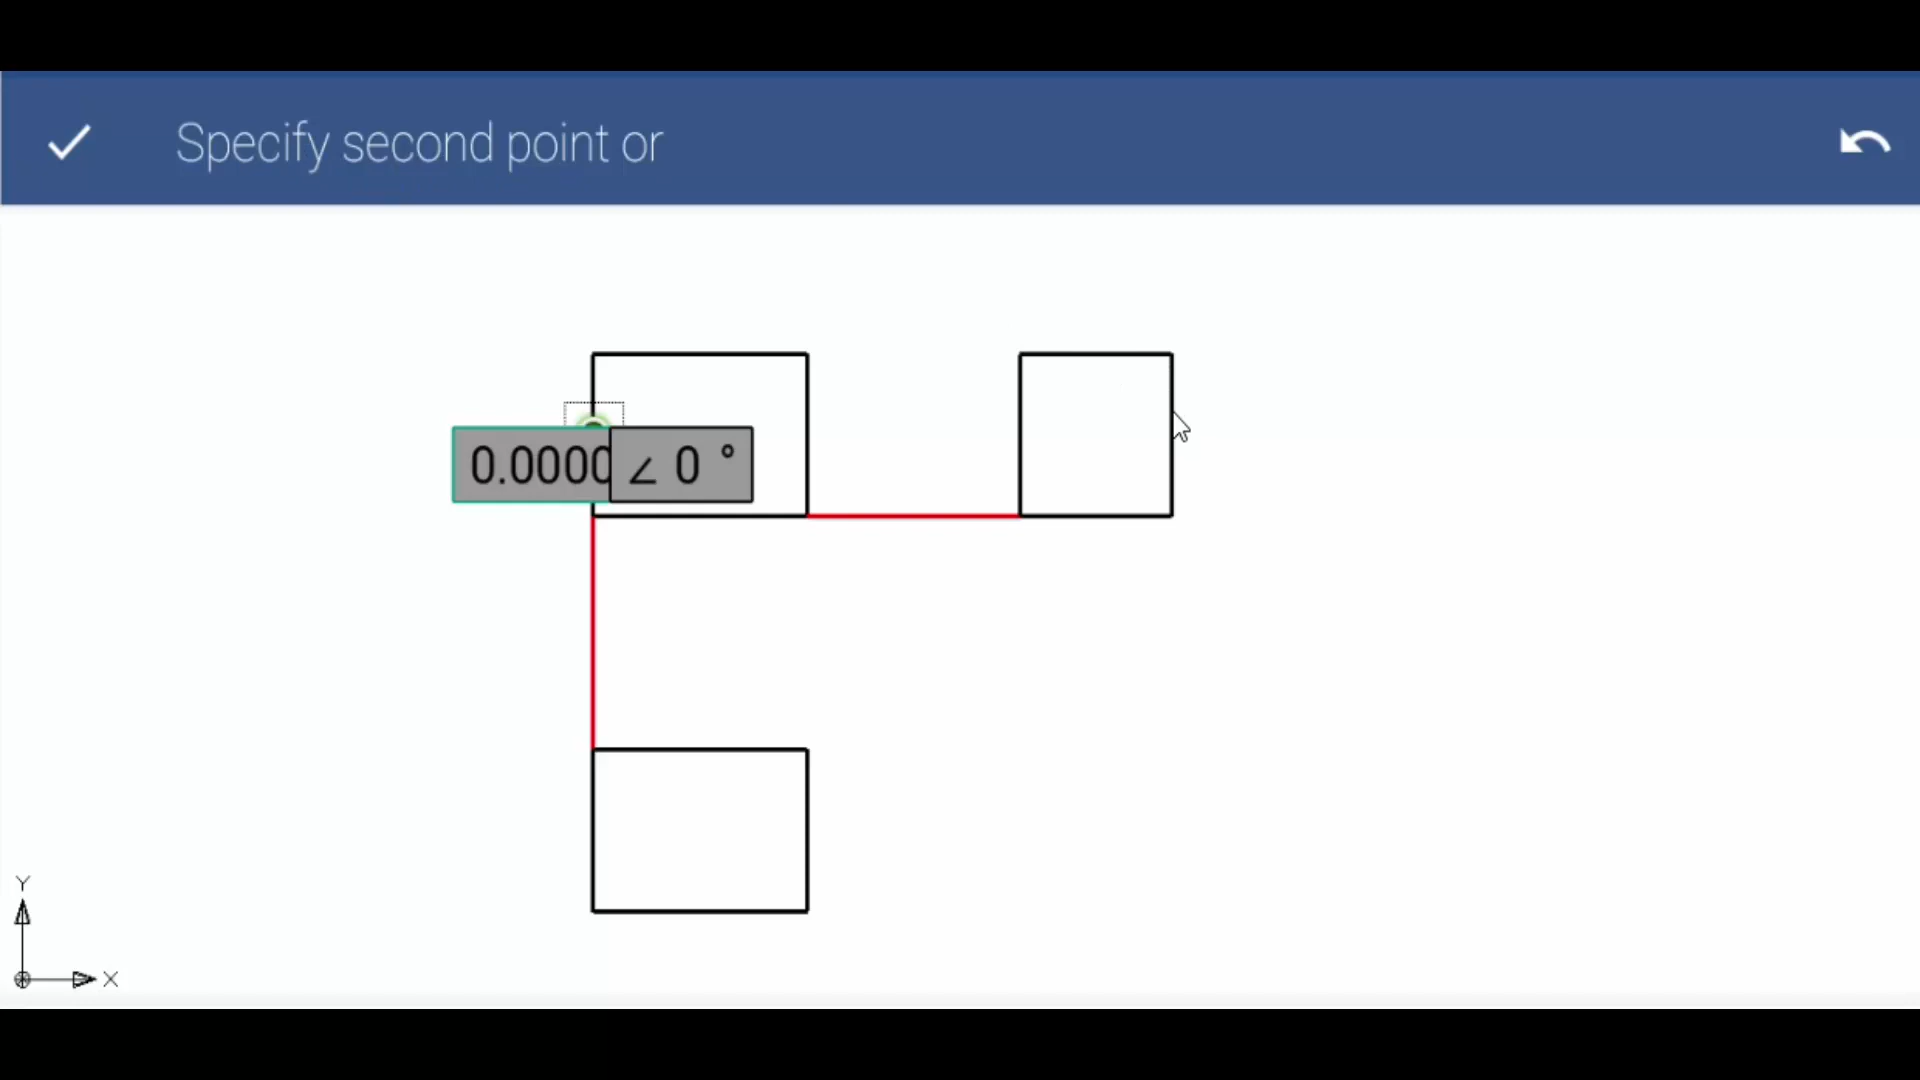 Specify second point or
0.0000 ∠ 0 °
Y
X